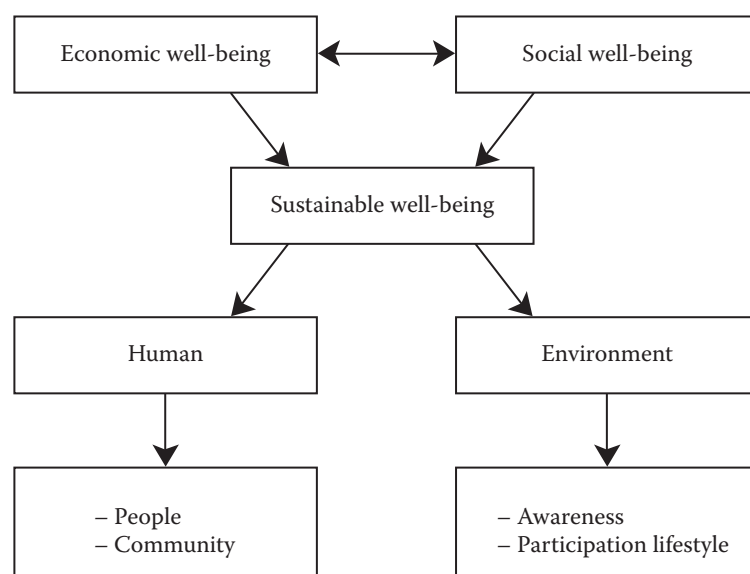 Economic well-being
Social well-being
Sustainable well-being
Human
Environment
– People
– Community
– Awareness
– Participation lifestyle